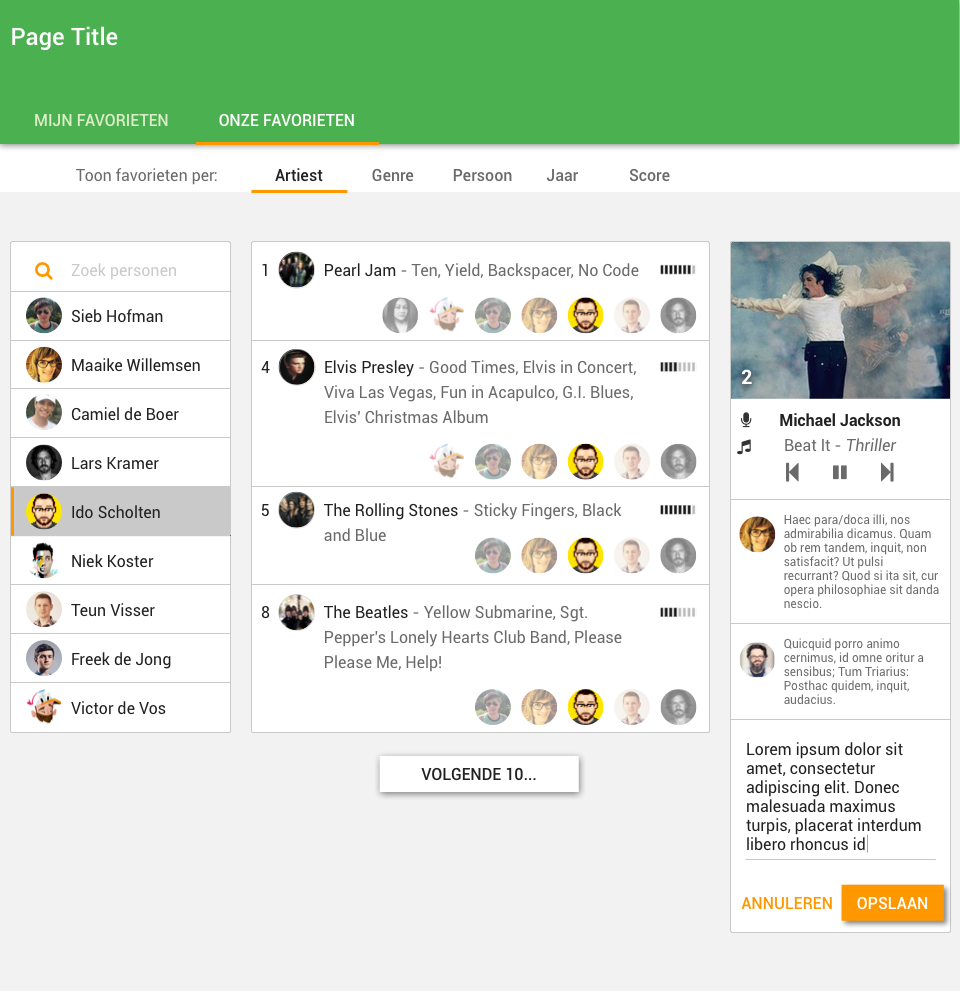 Page Title
MIJN FAVORIETEN
ONZE FAVORIETEN
Toon favorieten per:
Artiest
Genre
Persoon
Jaar
Score
Zoek personen
Sieb Hofman
Maaike Willemsen
Camiel de Boer
Lars Kramer
Ido Scholten
Niek Koster
Teun Visser
Freek de Jong
Victor de Vos
1
Pearl Jam - Ten, Yield, Backspacer, No Code
4
Elvis Presley - Good Times, Elvis in Concert,
Viva Las Vegas, Fun in Acapulco, G.I. Blues,
Elvis' Christmas Album
5
The Rolling Stones - Sticky Fingers, Black
and Blue
8
The Beatles - Yellow Submarine, Sgt.
Pepper's Lonely Hearts Club Band, Please
Please Me, Help!
VOLGENDE 10...
2
Michael Jackson
Beat It - Thriller
Haec para/doca illi, nos
admirabilia dicamus. Quam
ob rem tandem, inquit, non
satisfacit? Ut pulsi
recurrant? Quod si ita sit, cur
opera philosophiae sit danda
nescio.
Quicquid porro animo
cernimus, id omne oritur a
sensibus; Tum Triarius:
Posthac quidem, inquit,
audacius.
Lorem ipsum dolor sit
amet, consectetur
adipiscing elit. Donec
malesuada maximus
turpis, placerat interdum
libero rhoncus id
ANNULEREN
OPSLAAN